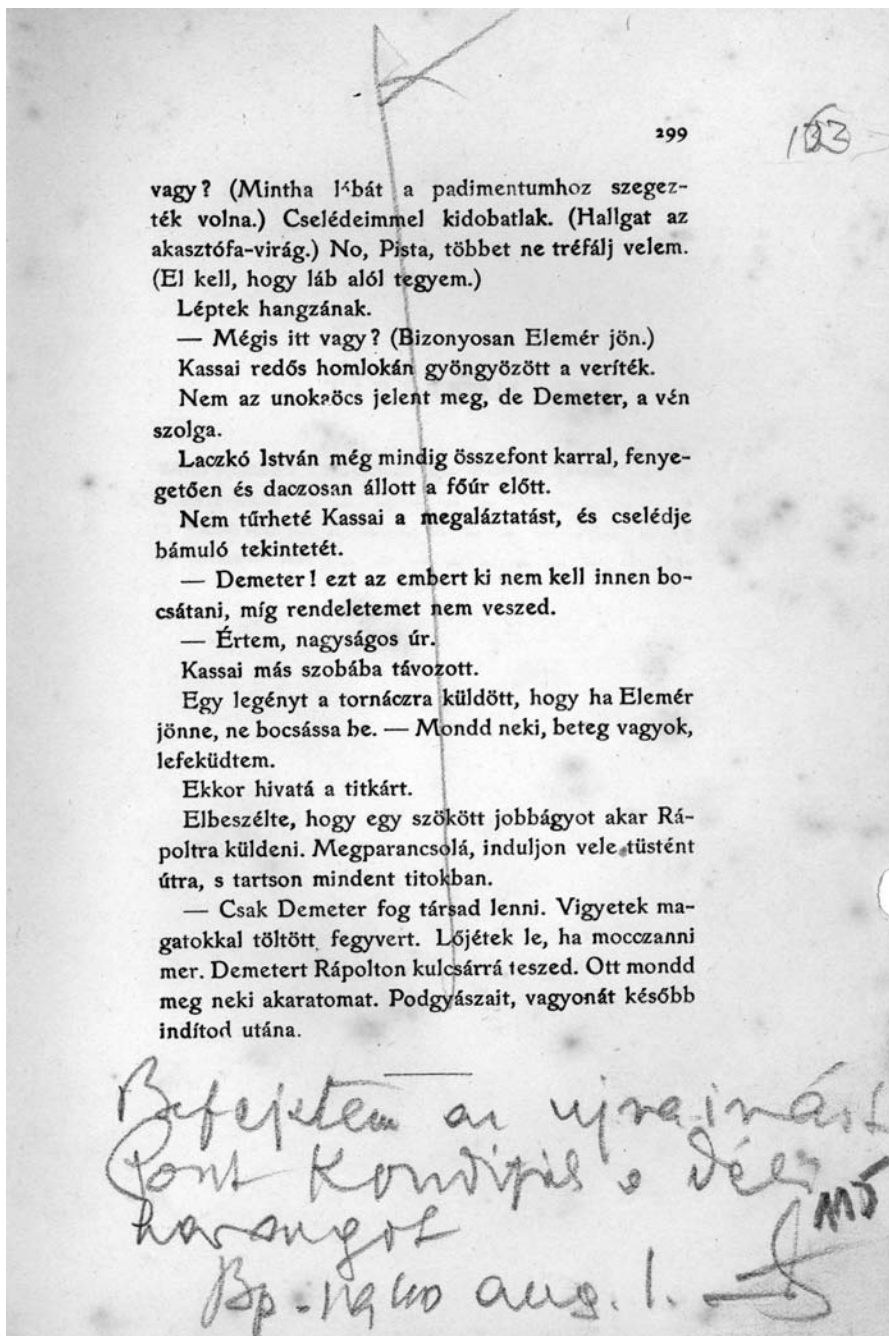 299
vagy? (Mintha lábát a padimentumhoz szegez-
ték volna.) Cselédeimmel kidobatlak. (Hallgat az
akasztófa-virág.) No, Pista, többet ne tréfálj velem.
(El kell, hogy láb alól tegyem.)
Léptek hangzának.
— Mégis itt vagy? (Bizonyosan Elemér jön.)
Kassai redős homlokán gyöngyözött a veríték.
Nem az unokaöcs jelent meg, de Demeter, a vén
szolga.
Laczkó István még mindig összefont karral, fenye-
getően és daczosan állott a főúr előtt.
Nem tűrheté Kassai a megaláztatást, és cselédje
bámuló tekintetét.
— Demeter! ezt az embert ki nem kell innen bo-
csátani, míg rendeletemet nem veszed.
— Értem, nagyságos úr.
Kassai más szobába távozott.
Egy legényt a tornáczra küldött, hogy ha Elemér
jönne, ne bocsássa be. — Mondd neki, beteg vagyok,
lefeküdtem.
Ekkor hivatá a titkárt.
Elbeszélte, hogy egy szökött jobbágyot akar Rá-
poltra küldeni. Megparancsolá, induljon vele tüstént
útra, s tartson mindent titokban.
— Csak Demeter fog társad lenni. Vigyetek ma-
gatokkal töltött fegyvert. Lőjétek le, ha moczczanni
mer. Demetert Rápolton kulcsárrá teszed. Ott mondd
meg neki akaratomat. Podgyászait, vagyonát később
indítod utána.
Befejeztem az ujraírást
Pont Kondítják a déli
harangot
Bp. 1940 aug. 1.